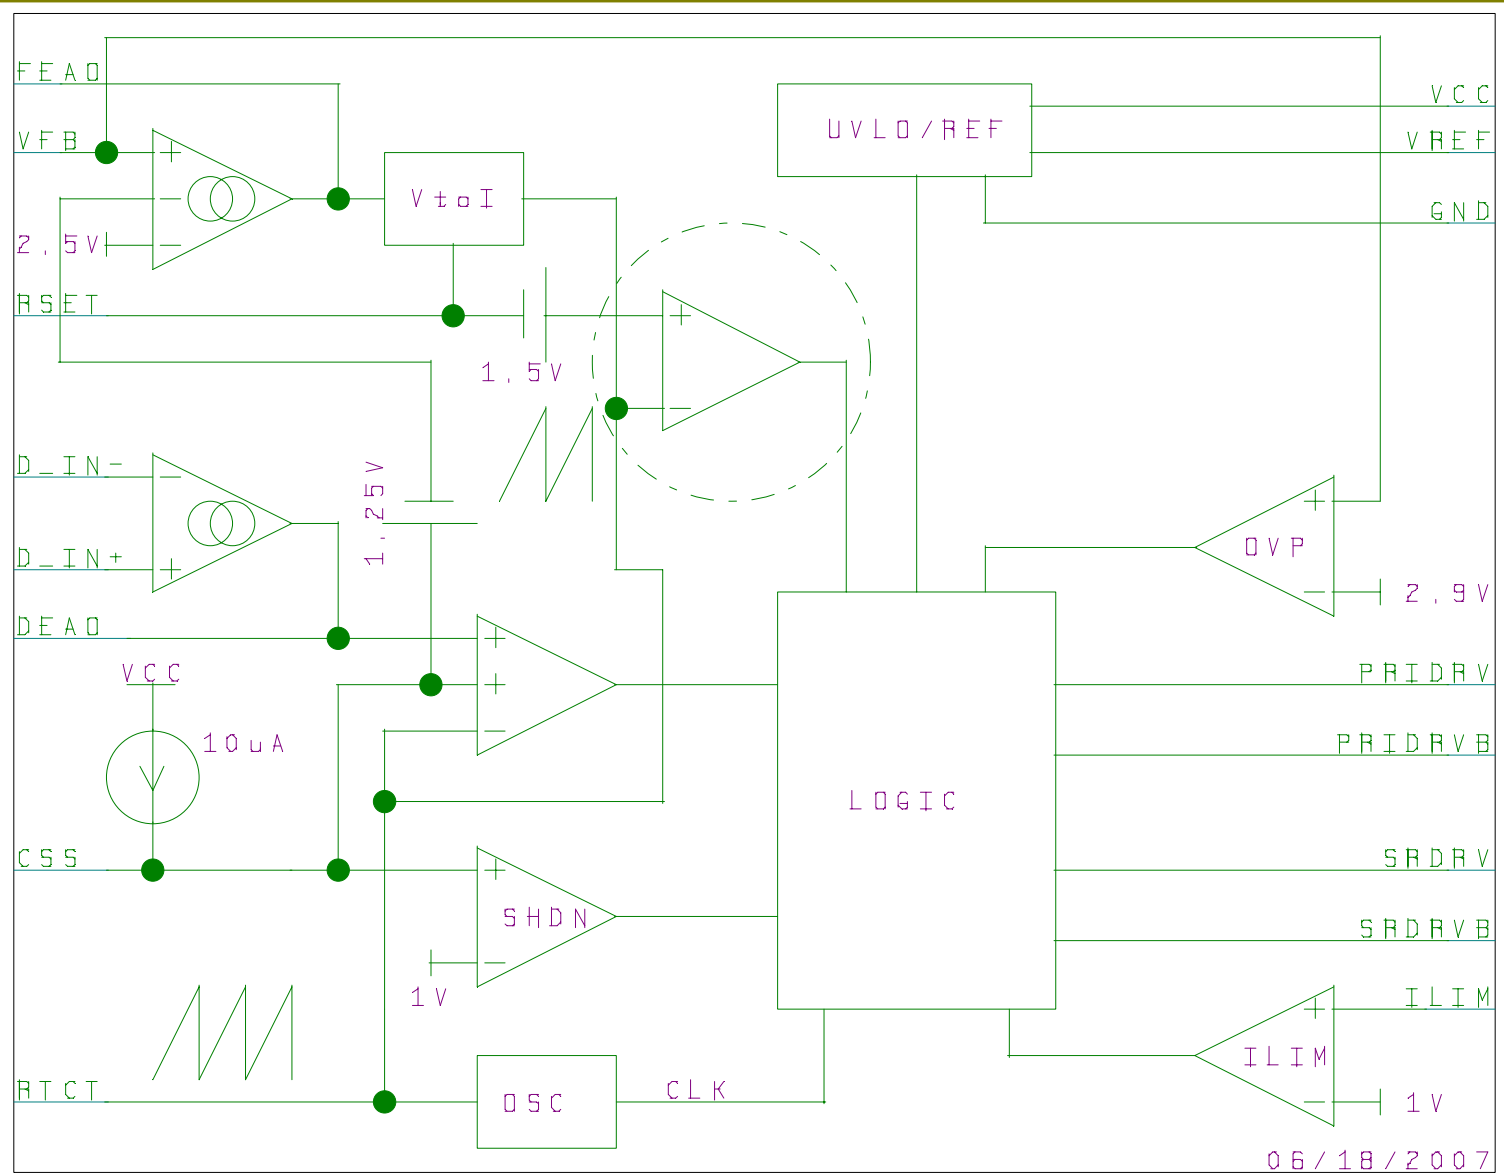 FEAO
VCC
UVLO/REF
VFB
VREF
VtoI
GND
2.5V
RSET
1.5V
D_IN-
1.25V
D_IN+
OVP
2.9V
DEAO
VCC
PRIDRV
10uA
PRIDRVB
LOGIC
CSS
SRDRV
SHDN
SRDRVB
1V
ILIM
ILIM
RTCT
OSC
CLK
1V
06/18/2007